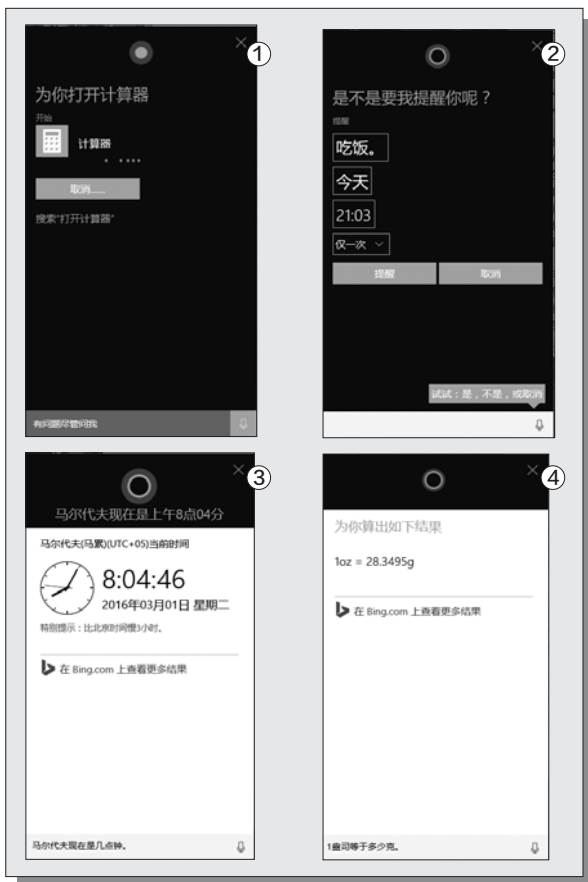 ①
为你打开计算器
开始
计算器
取消......
搜索"打开计算器"
有问题尽管问我
②
是不是要我提醒你呢？
提醒
吃饭。
今天
21:03
仅一次
提醒
取消
试试：是，不是，或取消
③
马尔代夫现在是上午8点04分
马尔代夫(马累)(UTC+05)当前时间
8:04:46
2016年03月01日 星期二
特别提示：比北京时间慢3小时。
在 Bing.com 上查看更多结果
马尔代夫现在是几点钟。
④
为你算出如下结果
1oz = 28.3495g
在 Bing.com 上查看更多结果
1盎司等于多少克。